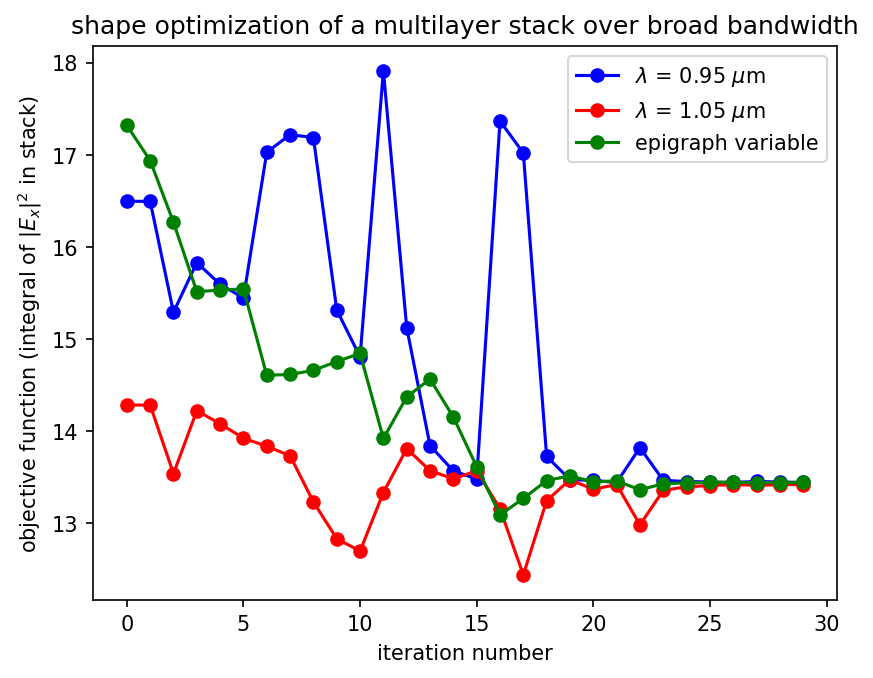 shape optimization of a multilayer stack over broad bandwidth
λ = 0.95 μm
λ = 1.05 μm
epigraph variable
objective function (integral of |Eₓ|² in stack)
18
17
16
15
14
13
0 5 10 15 20 25 30
iteration number